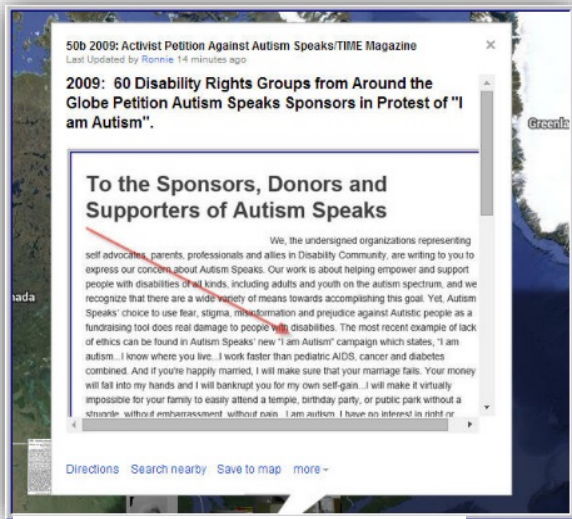 50b 2009: Activist Petition Against Autism Speaks/TIME Magazine
Last Updated by Ronnie 14 minutes ago
2009: 60 Disability Rights Groups from Around the
Globe Petition Autism Speaks Sponsors in Protest of "I
am Autism".
Greenla
To the Sponsors, Donors and
Supporters of Autism Speaks
We, the undersigned organizations representing
self advocates, parents, professionals and allies in Disability Community, are writing to you to
express our concern about Autism Speaks. Our work is about helping empower and support
people with disabilities of all kinds, including adults and youth on the autism spectrum, and we
recognize that there are a wide variety of means towards accomplishing this goal. Yet, Autism
nada
Speaks' choice to use fear, stigma, misinformation and prejudice against Autistic people as a
fundraising tool does real damage to people with disabilities. The most recent example of lack
of ethics can be found in Autism Speaks' new "I am Autism" campaign which states, "I am
autism...I know where you live...I work faster than pediatric AIDS, cancer and diabetes
combined. And if you're happily married, I will make sure that your marriage fails. Your money
will fall into my hands and I will bankrupt you for my own self-gain...I will make it virtually
impossible for your family to easily attend a temple, birthday party, or public park without a
struggle, without embarrassment, without pain...I am autism. I have no interest in right or
Directions Search nearby Save to map more